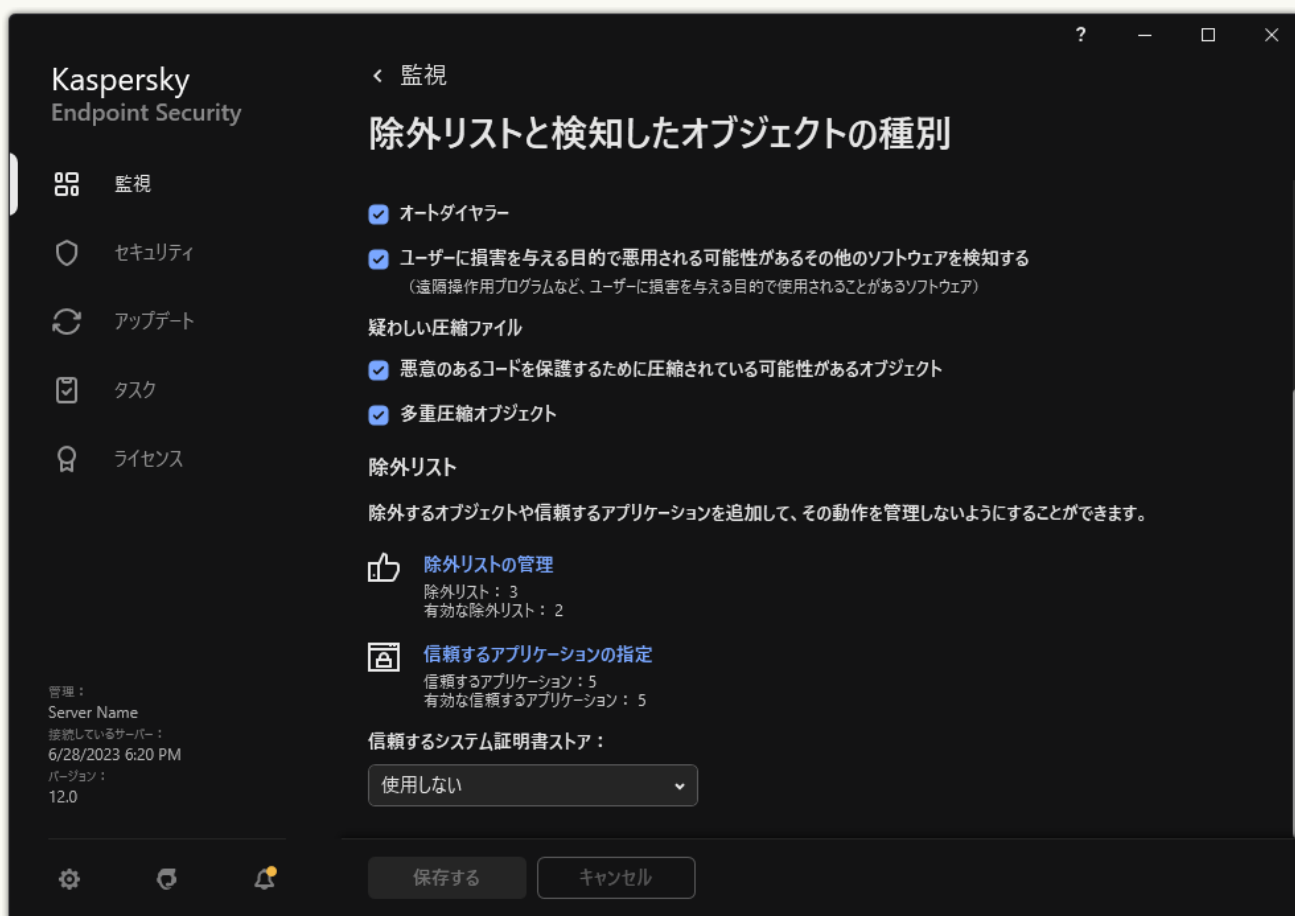 ?
Kaspersky
Endpoint Security
監視
セキュリティ
アップデート
タスク
ライセンス
管理：
Server Name
接続しているサーバー：
6/28/2023 6:20 PM
バージョン：
12.0
監視
除外リストと検知したオブジェクトの種別
オートダイヤラー
ユーザーに損害を与える目的で悪用される可能性があるその他のソフトウェアを検知する
（遠隔操作用プログラムなど、ユーザーに損害を与える目的で使用されることがあるソフトウェア）
疑わしい圧縮ファイル
悪意のあるコードを保護するために圧縮されている可能性があるオブジェクト
多重圧縮オブジェクト
除外リスト
除外するオブジェクトや信頼するアプリケーションを追加して、その動作を管理しないようにすることができます。
除外リストの管理
除外リスト： 3
有効な除外リスト： 2
信頼するアプリケーションの指定
信頼するアプリケーション：5
有効な信頼するアプリケーション： 5
信頼するシステム証明書ストア：
使用しない
保存する
キャンセル